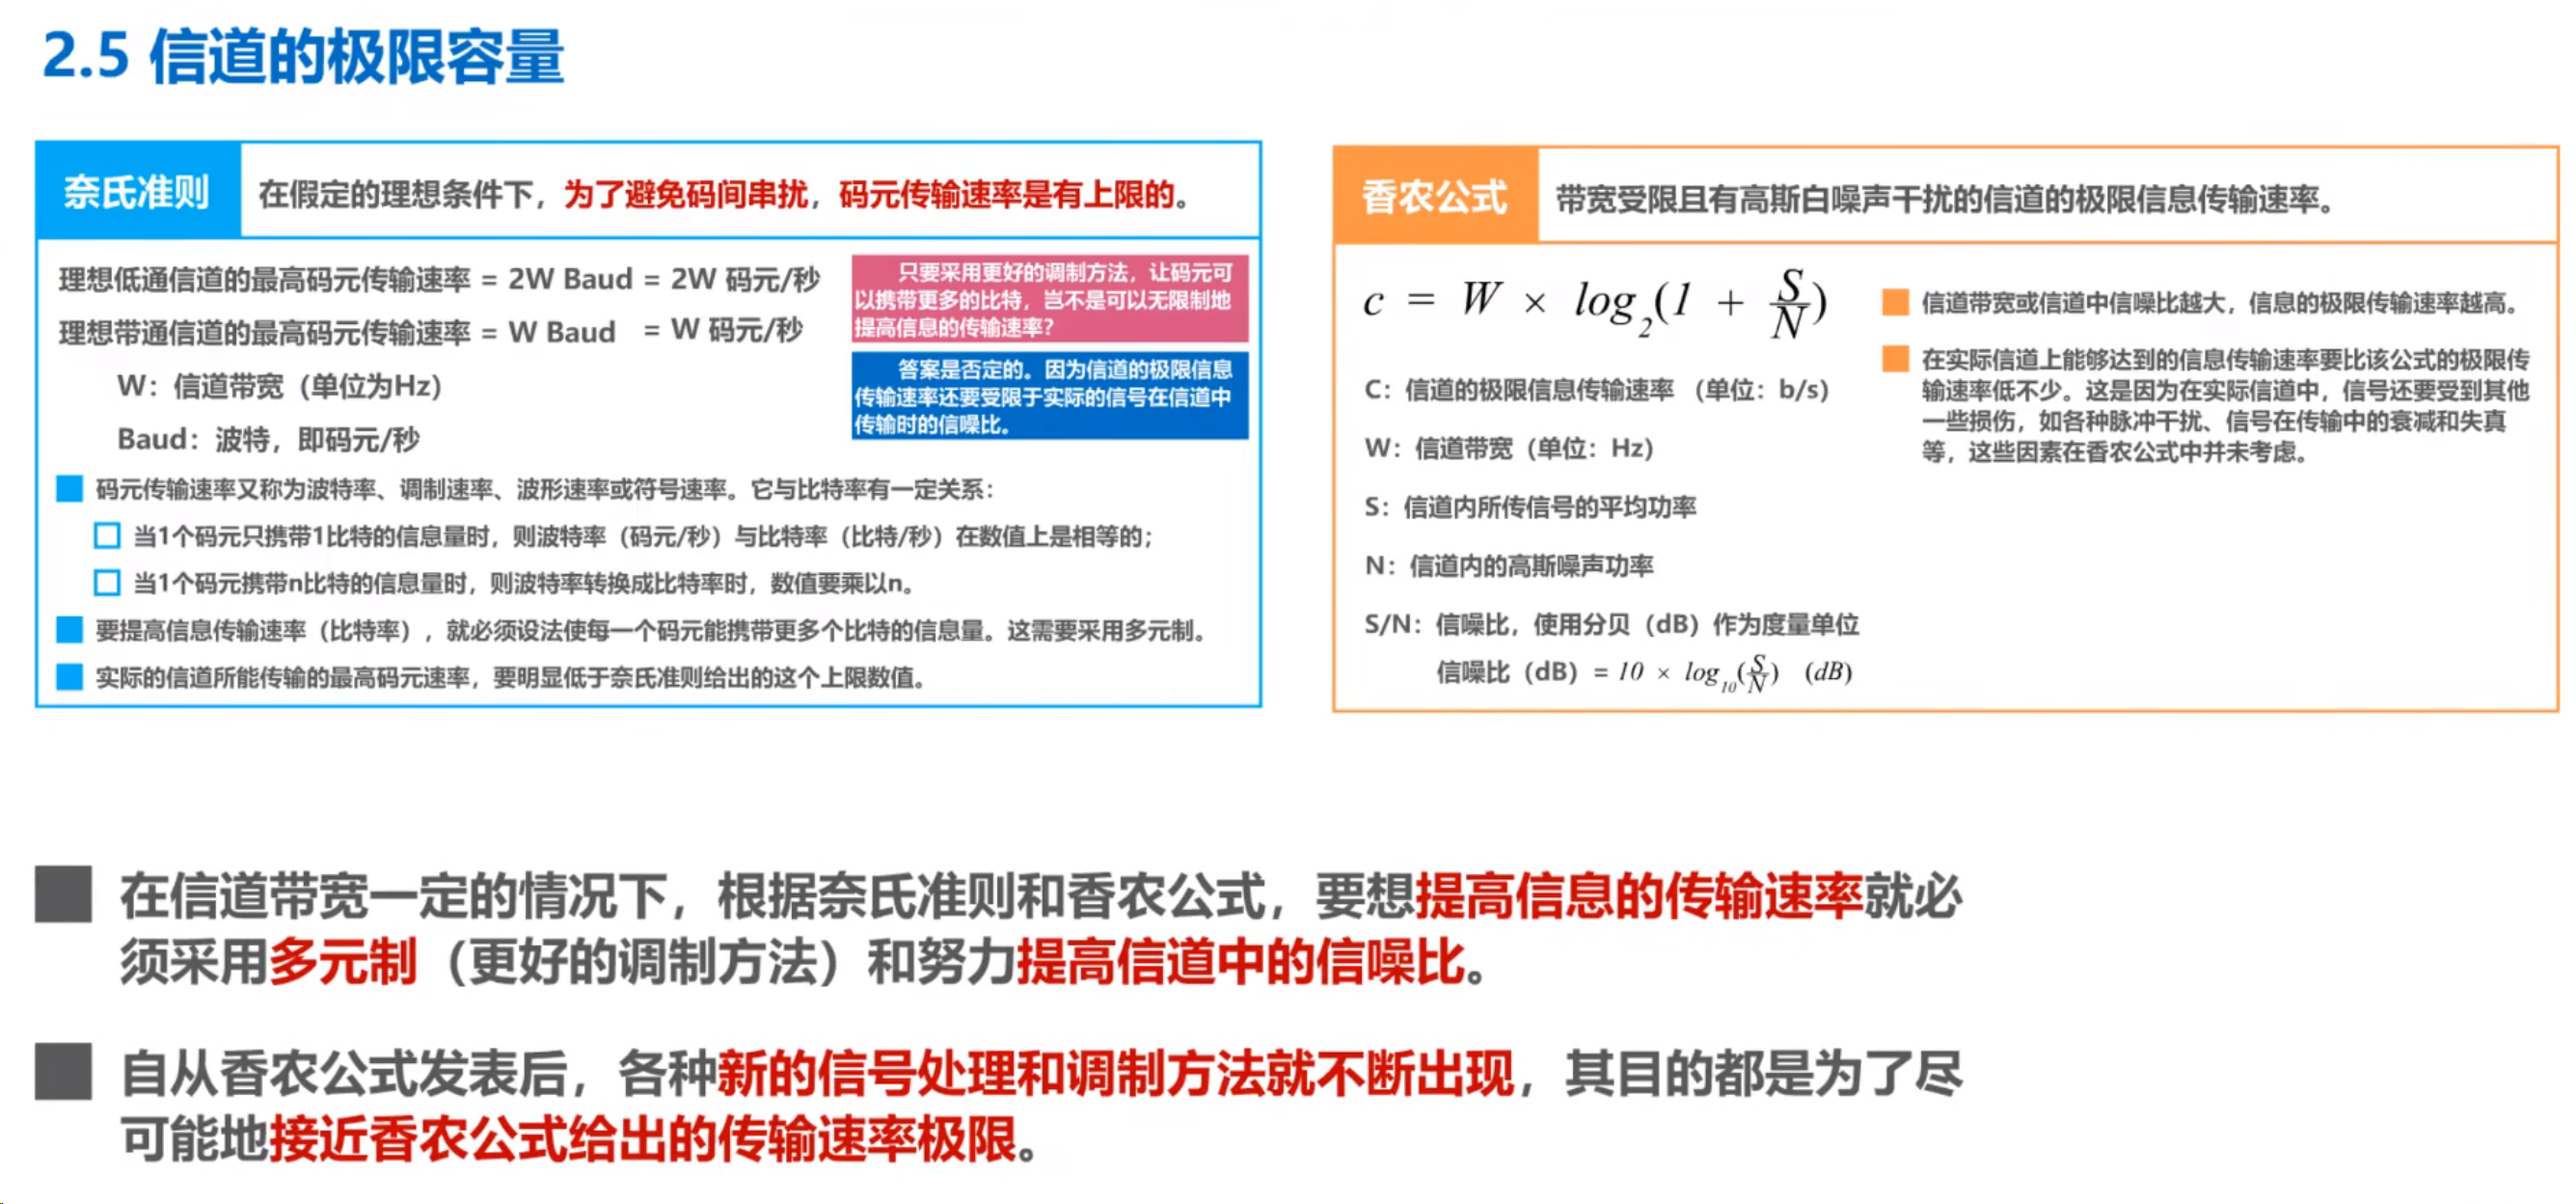 2.5 信道的极限容量
奈氏准则
在假定的理想条件下，为了避免码间串扰，码元传输速率是有上限的。
理想低通信道的最高码元传输速率 = 2W Baud = 2W 码元/秒
理想带通信道的最高码元传输速率 = W Baud = W 码元/秒
W：信道带宽（单位为Hz）
Baud：波特，即码元/秒
只要采用更好的调制方法，让码元可
以携带更多的比特，岂不是可以无限制地
提高信息的传输速率？
答案是否定的。因为信道的极限信息
传输速率还要受限于实际的信号在信道中
传输时的信噪比。
码元传输速率又称为波特率、调制速率、波形速率或符号速率。它与比特率有一定关系：
当1个码元只携带1比特的信息量时，则波特率（码元/秒）与比特率（比特/秒）在数值上是相等的；
当1个码元携带n比特的信息量时，则波特率转换成比特率时，数值要乘以n。
要提高信息传输速率（比特率），就必须设法使每一个码元能携带更多个比特的信息量。这需要采用多元制。
实际的信道所能传输的最高码元速率，要明显低于奈氏准则给出的这个上限数值。
香农公式
带宽受限且有高斯白噪声干扰的信道的极限信息传输速率。
c = W × log₂(1 + S/N)
C：信道的极限信息传输速率 （单位：b/s）
W：信道带宽（单位：Hz）
S：信道内所传信号的平均功率
N：信道内的高斯噪声功率
S/N：信噪比，使用分贝（dB）作为度量单位
信噪比（dB）= 10 × log₁₀(S/N) (dB)
信道带宽或信道中信噪比越大，信息的极限传输速率越高。
在实际信道上能够达到的信息传输速率要比该公式的极限传
输速率低不少。这是因为在实际信道中，信号还要受到其他
一些损伤，如各种脉冲干扰、信号在传输中的衰减和失真
等，这些因素在香农公式中并未考虑。
在信道带宽一定的情况下，根据奈氏准则和香农公式，要想提高信息的传输速率就必
须采用多元制（更好的调制方法）和努力提高信道中的信噪比。
自从香农公式发表后，各种新的信号处理和调制方法就不断出现，其目的都是为了尽
可能地接近香农公式给出的传输速率极限。